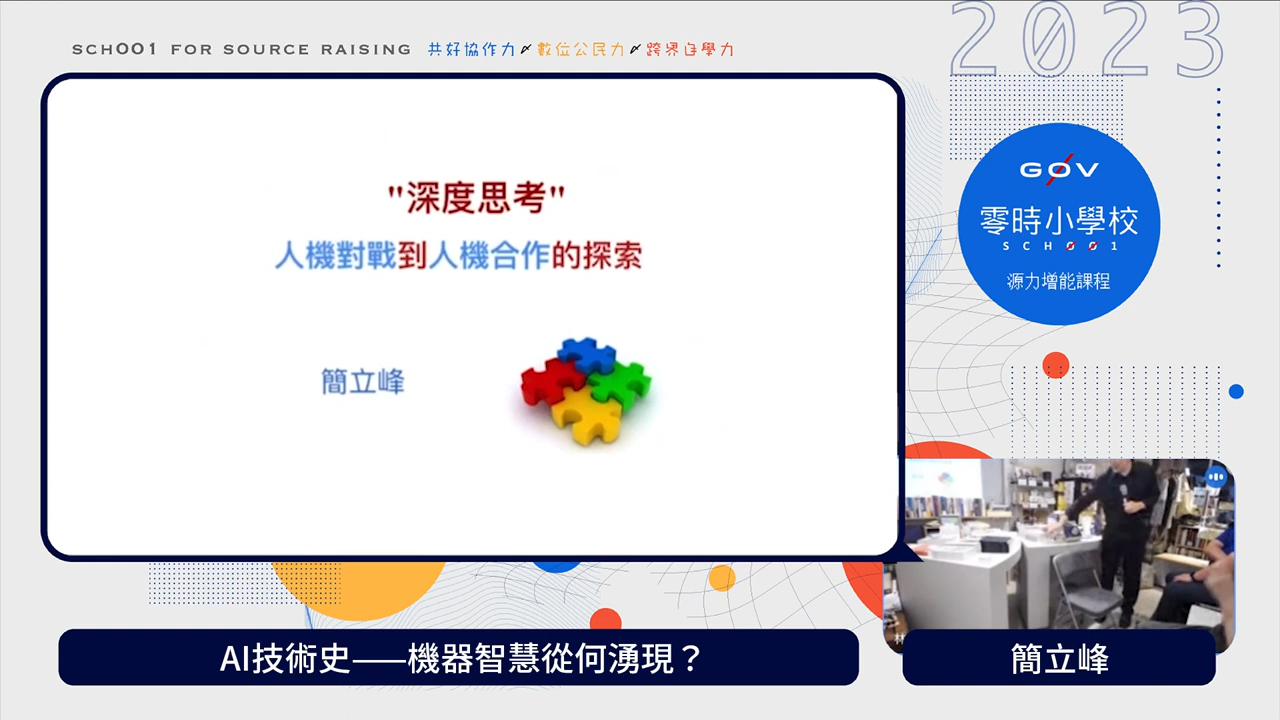 SCH001 FOR SOURCE RAISING 共好協作力 數位公民力 跨界自學力
2023
"深度思考"
人機對戰到人機合作的探索
簡立峰
G0V
零時小學校
SCH001
源力增能課程
AI技術史——機器智慧從何湧現？
簡立峰